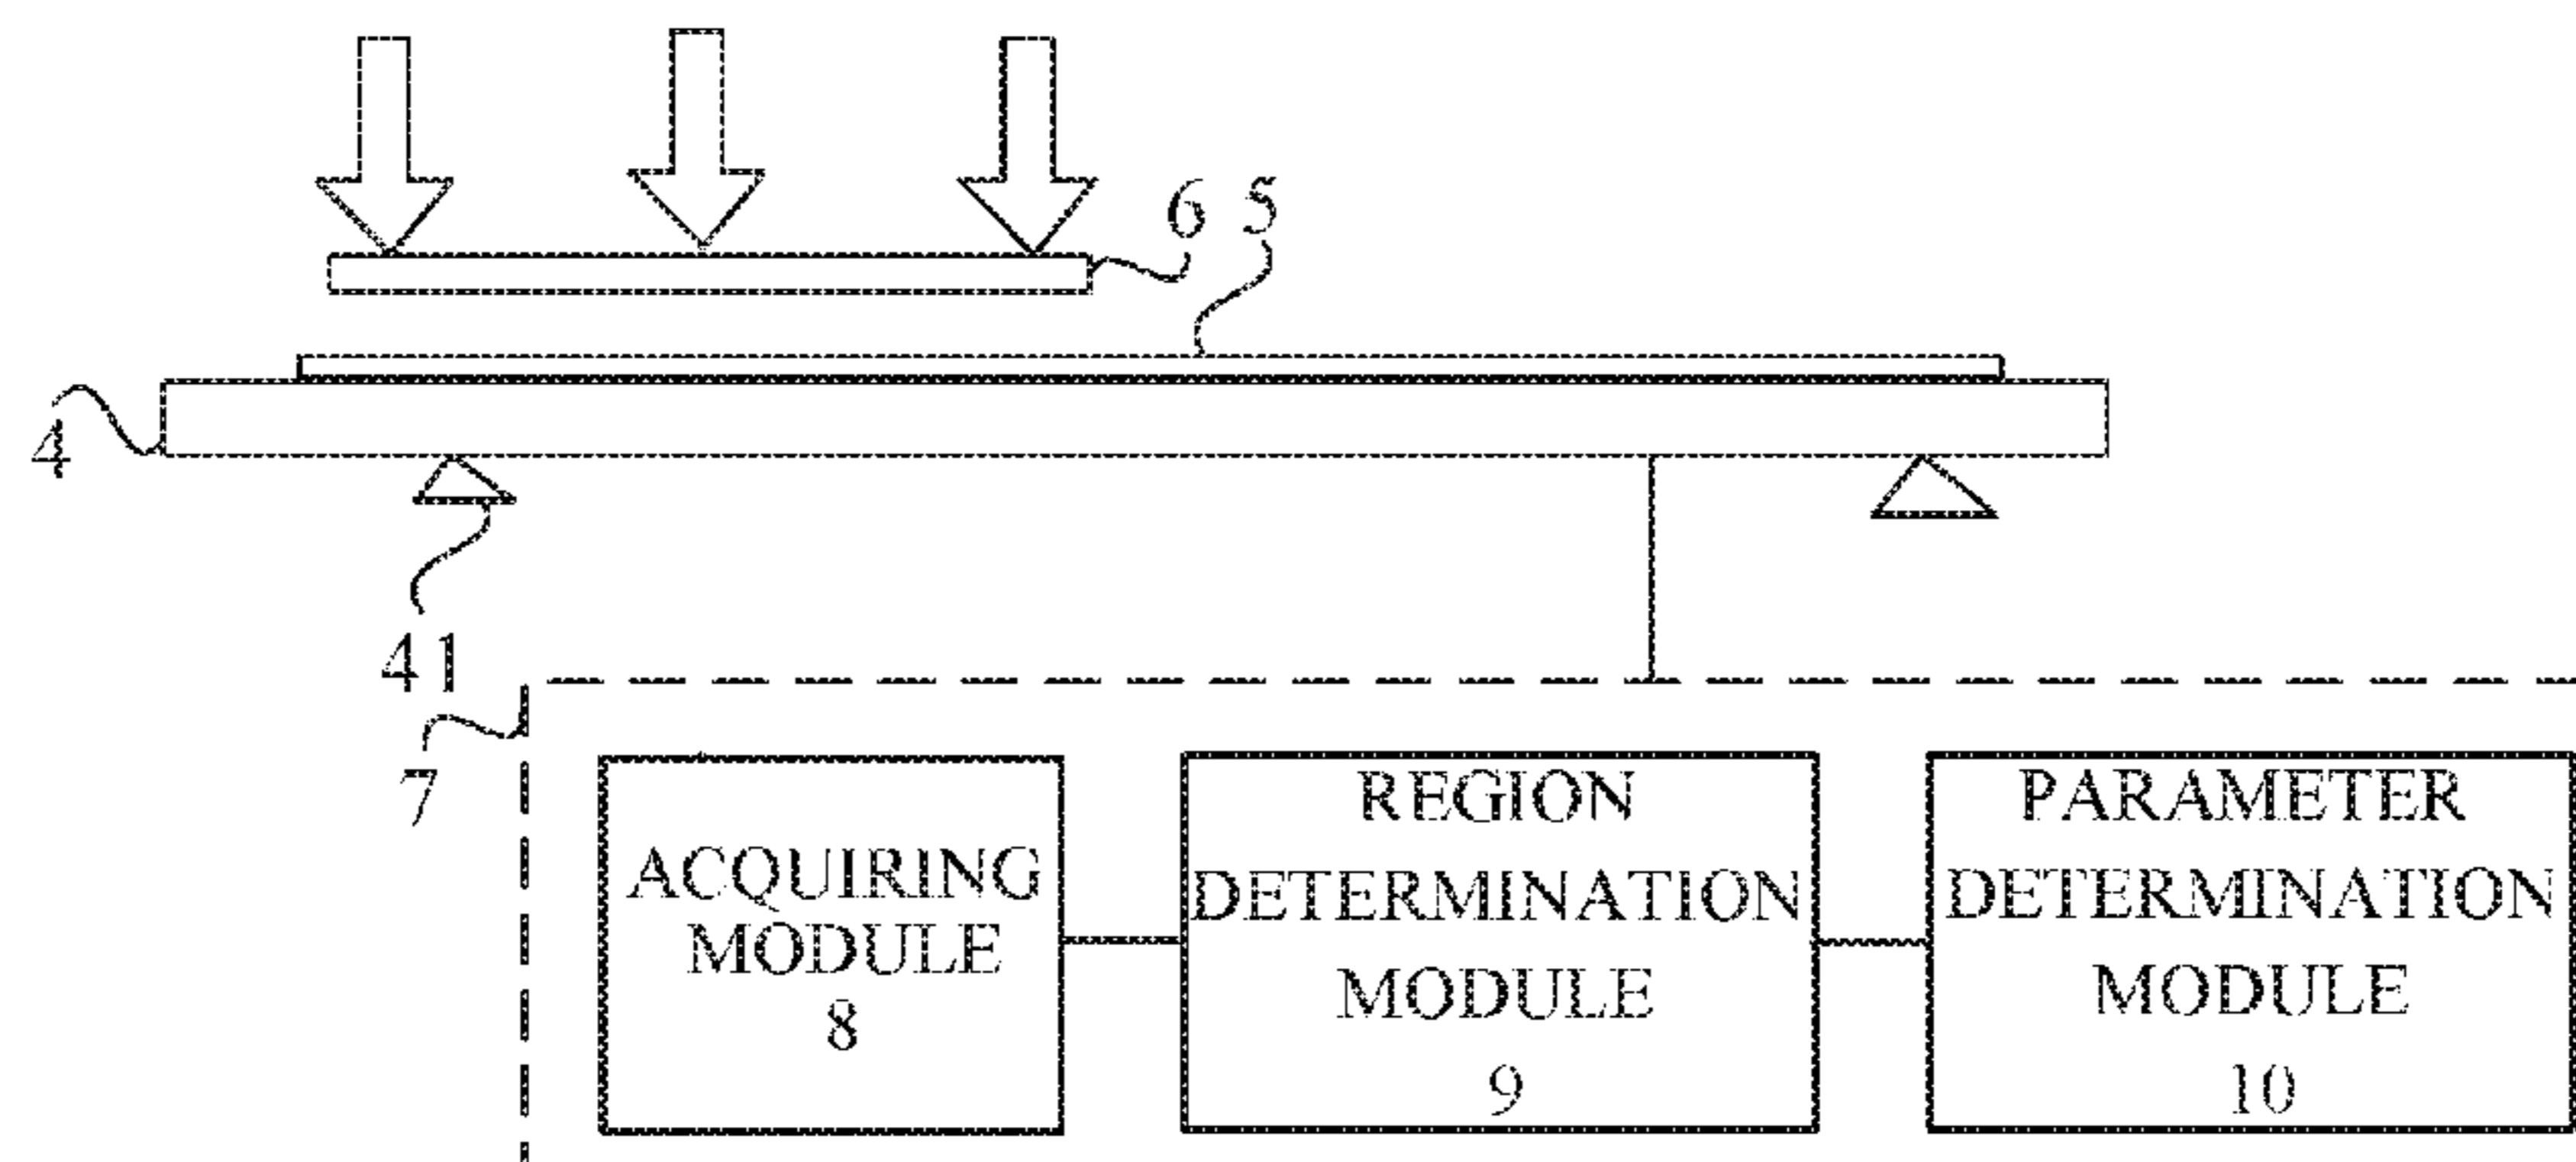 6 5
4
41
7
ACQUIRING
MODULE
8
REGION
DETERMINATION
MODULE
9
PARAMETER
DETERMINATION
MODULE
10